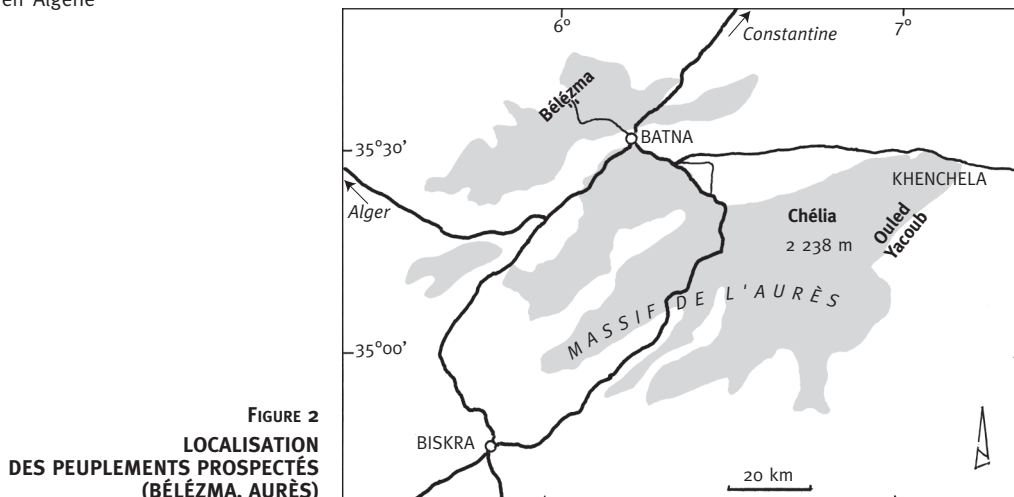 en Algérie
6°
7°
Constantine
Bélézma
BATNA
35°30'
KHENCHELA
Alger
Chélia
Ouled
Yacoub
2 238 m
MASSIF DE L'AURÈS
35°00'
FIGURE 2
LOCALISATION
DES PEUPLEMENTS PROSPECTÉS
(BÉLÉZMA, AURÈS)
BISKRA
20 km